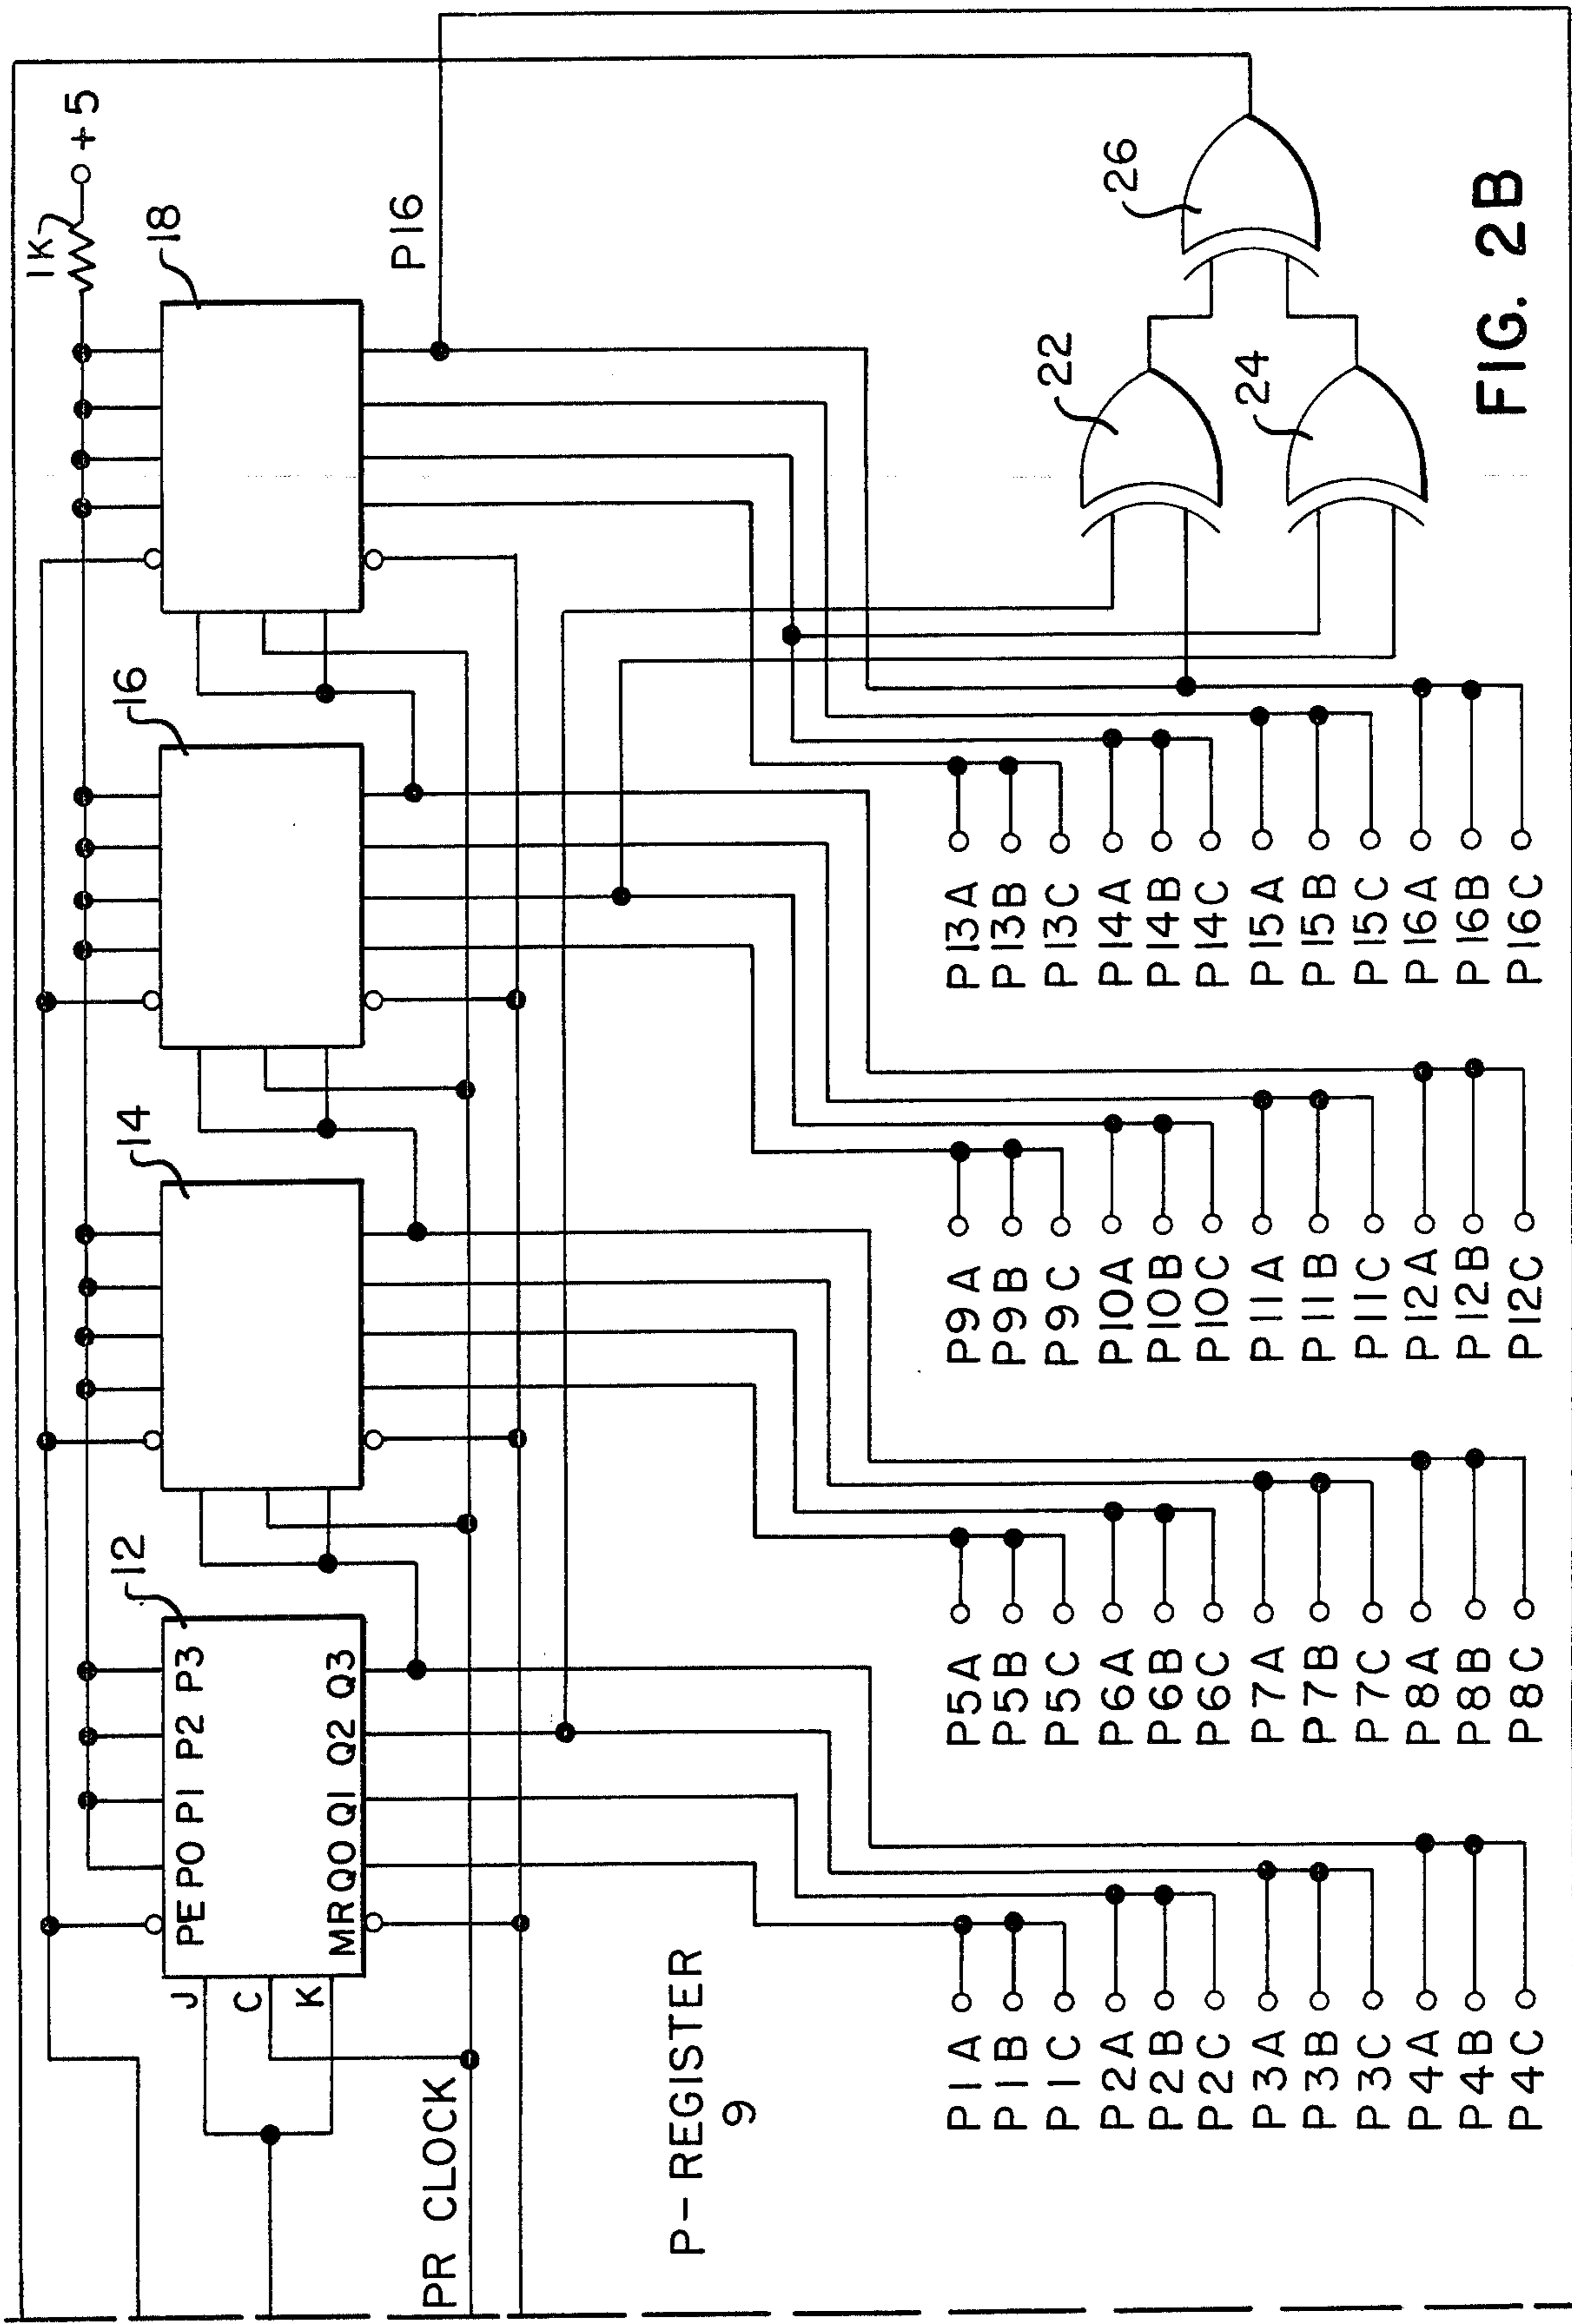 1K
+5
12
14
16
18
PE P0 P1 P2 P3
J
C
K
MR Q0 Q1 Q2 Q3
P16
PR CLOCK
P-REGISTER
9
22
24
26
P1A
P1B
P1C
P2A
P2B
P2C
P3A
P3B
P3C
P4A
P4B
P4C
P5A
P5B
P5C
P6A
P6B
P6C
P7A
P7B
P7C
P8A
P8B
P8C
P9A
P9B
P9C
P10A
P10B
P10C
P11A
P11B
P11C
P12A
P12B
P12C
P13A
P13B
P13C
P14A
P14B
P14C
P15A
P15B
P15C
P16A
P16B
P16C
FIG. 2B